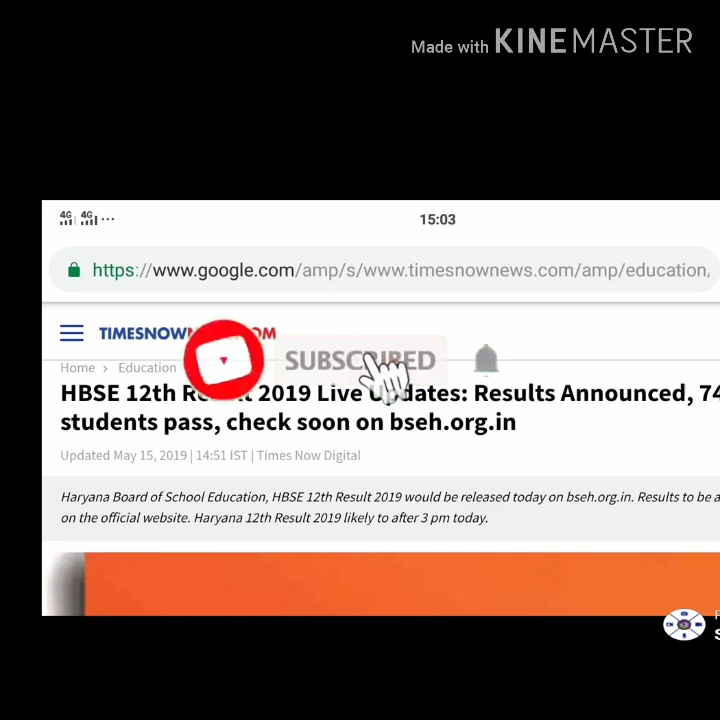 Made with KINEMASTER
4G 4G ... 15:03
https://www.google.com/amp/s/www.timesnownews.com/amp/education,
TIMESNOW
SUBSCRIBED
Home > Education
HBSE 12th 2019 Live Updates: Results Announced, 74
students pass, check soon on bseh.org.in
Updated May 15, 2019 | 14:51 IST | Times Now Digital
Haryana Board of School Education, HBSE 12th Result 2019 would be released today on bseh.org.in. Results to be a
on the official website. Haryana 12th Result 2019 likely to after 3 pm today.